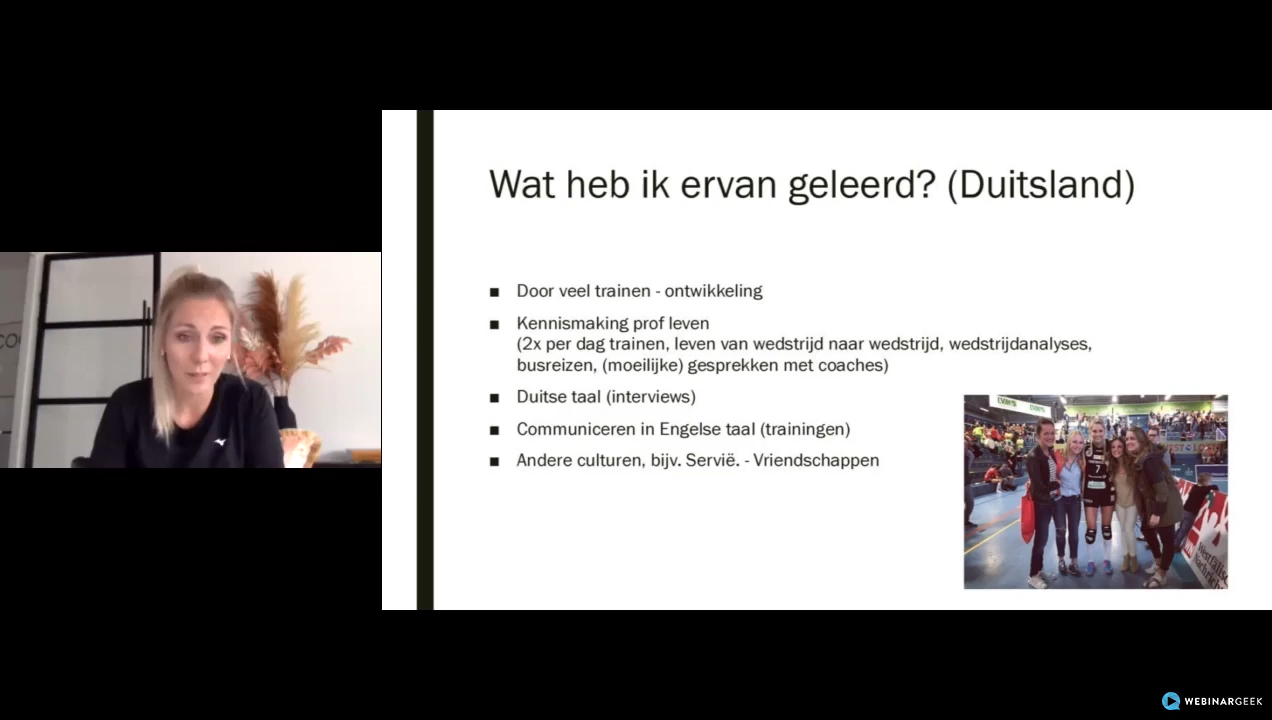 Wat heb ik ervan geleerd? (Duitsland)
■ Door veel trainen - ontwikkeling
■ Kennismaking prof leven
(2x per dag trainen, leven van wedstrijd naar wedstrijd, wedstrijdanalyses,
busreizen, (moeilijke) gesprekken met coaches)
■ Duitse taal (interviews)
■ Communiceren in Engelse taal (trainingen)
■ Andere culturen, bijv. Servië. - Vriendschappen
7
WEBINARGEEK